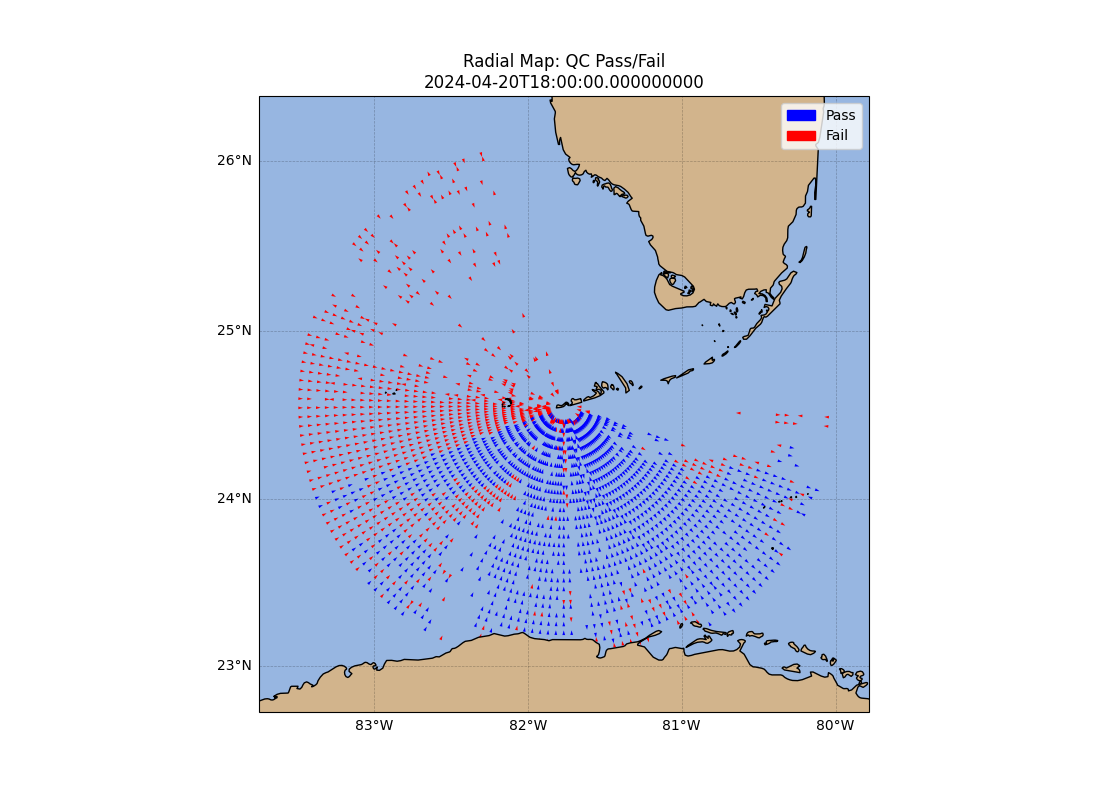 Radial Map: QC Pass/Fail
2024-04-20T18:00:00.000000000
Pass
Fail
26°N
25°N
24°N
23°N
83°W
82°W
81°W
80°W